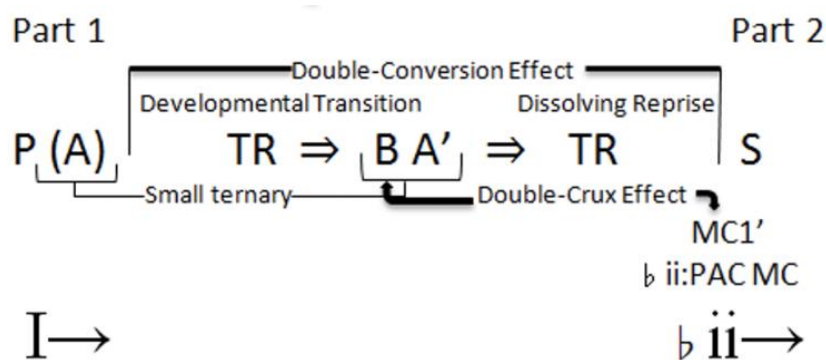 Part 1 Part 2
Double-Conversion Effect
Developmental Transition Dissolving Reprise
P (A) TR ⇒ B A’ ⇒ TR S
Small ternary Double-Crux Effect
MC1’
♭ ii:PAC MC
I→ ♭ ii→